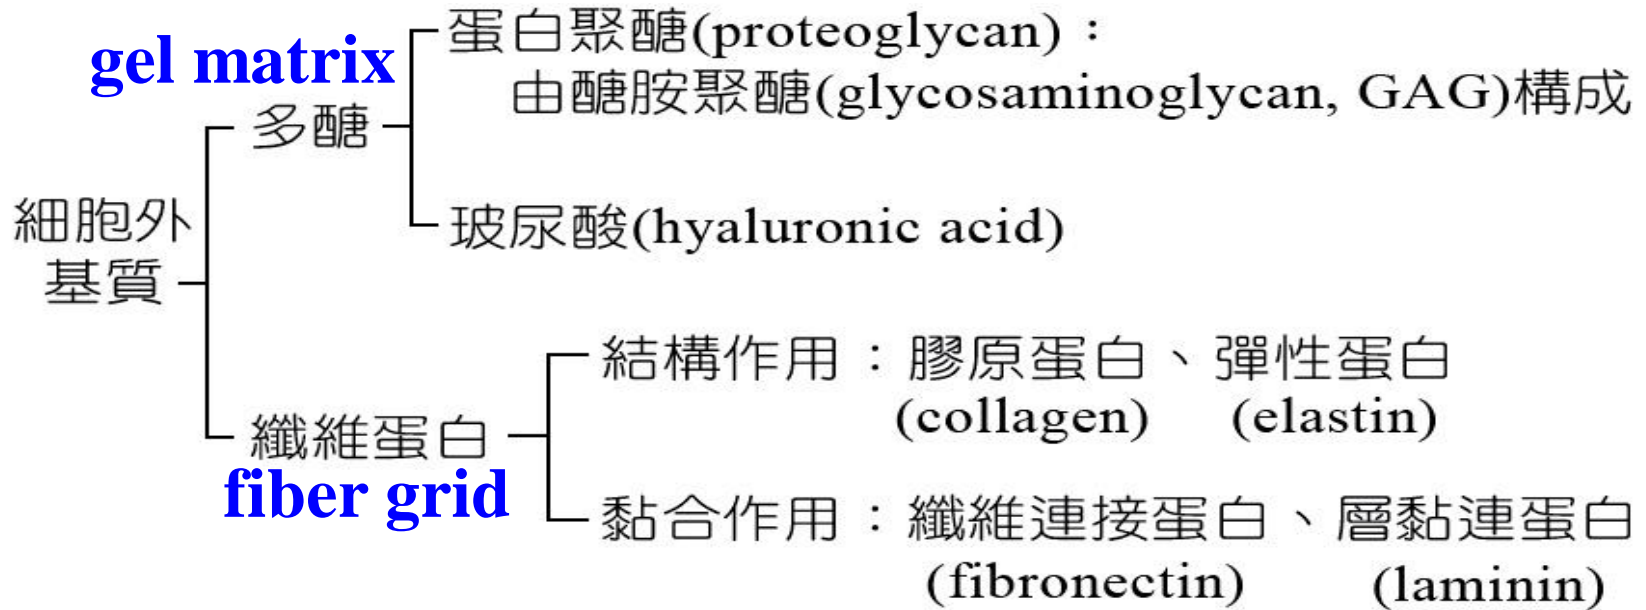 蛋白聚醣(proteoglycan)：
gel matrix
由醣胺聚醣(glycosaminoglycan, GAG)構成
多醣
細胞外
基質
玻尿酸(hyaluronic acid)
結構作用：膠原蛋白、彈性蛋白
(collagen) (elastin)
纖維蛋白
fiber grid
黏合作用：纖維連接蛋白、層黏連蛋白
(fibronectin) (laminin)